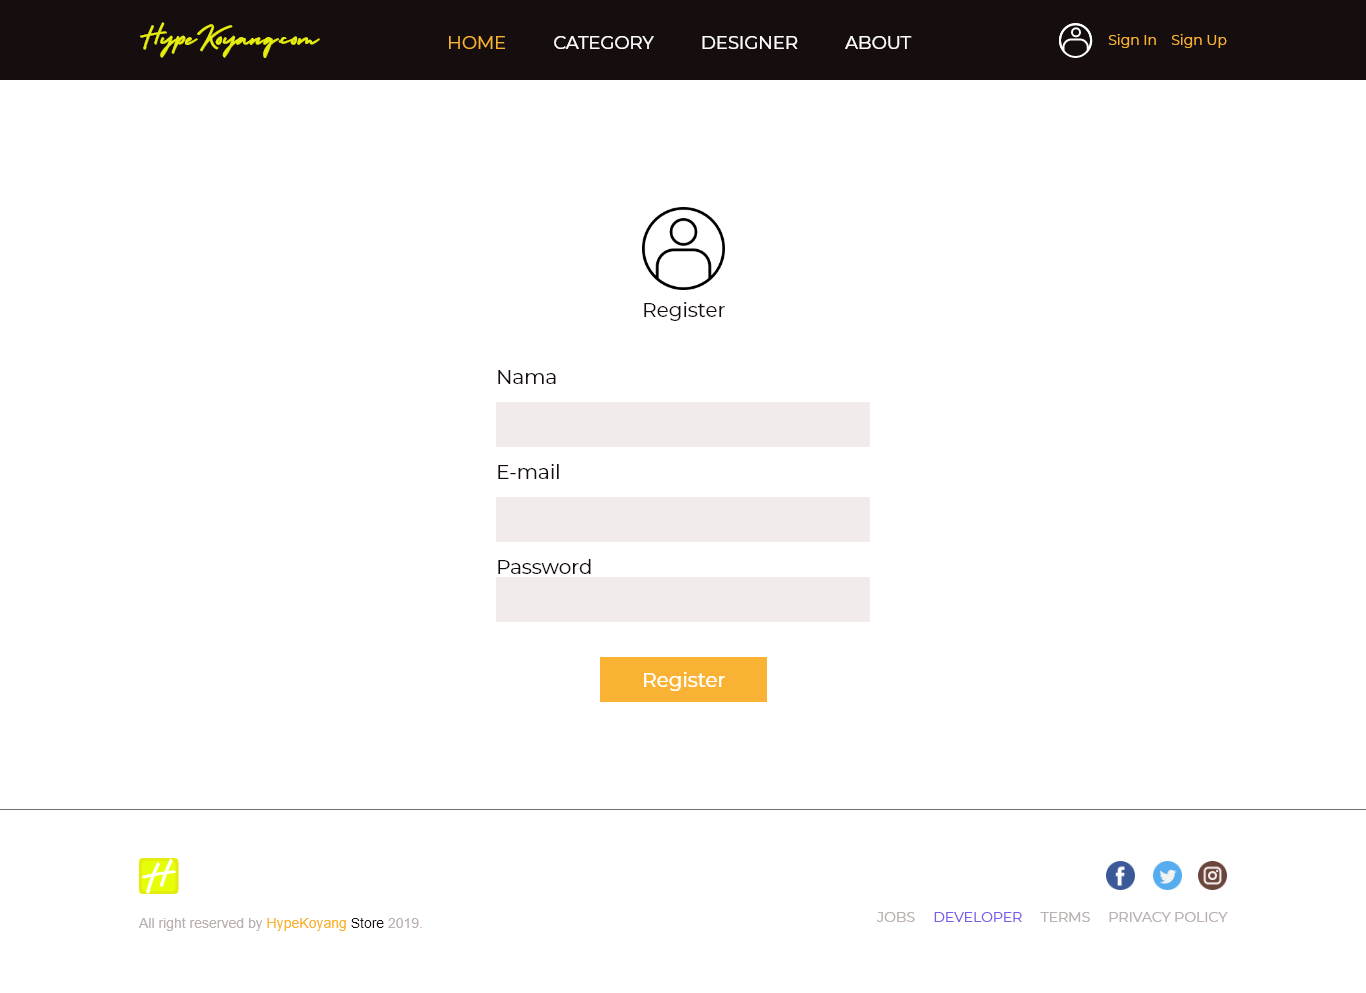 HypeKoyang.com
HOME CATEGORY DESIGNER ABOUT
Sign In Sign Up
Register
Nama
E-mail
Password
Register
H
All right reserved by HypeKoyang Store 2019.
JOBS DEVELOPER TERMS PRIVACY POLICY